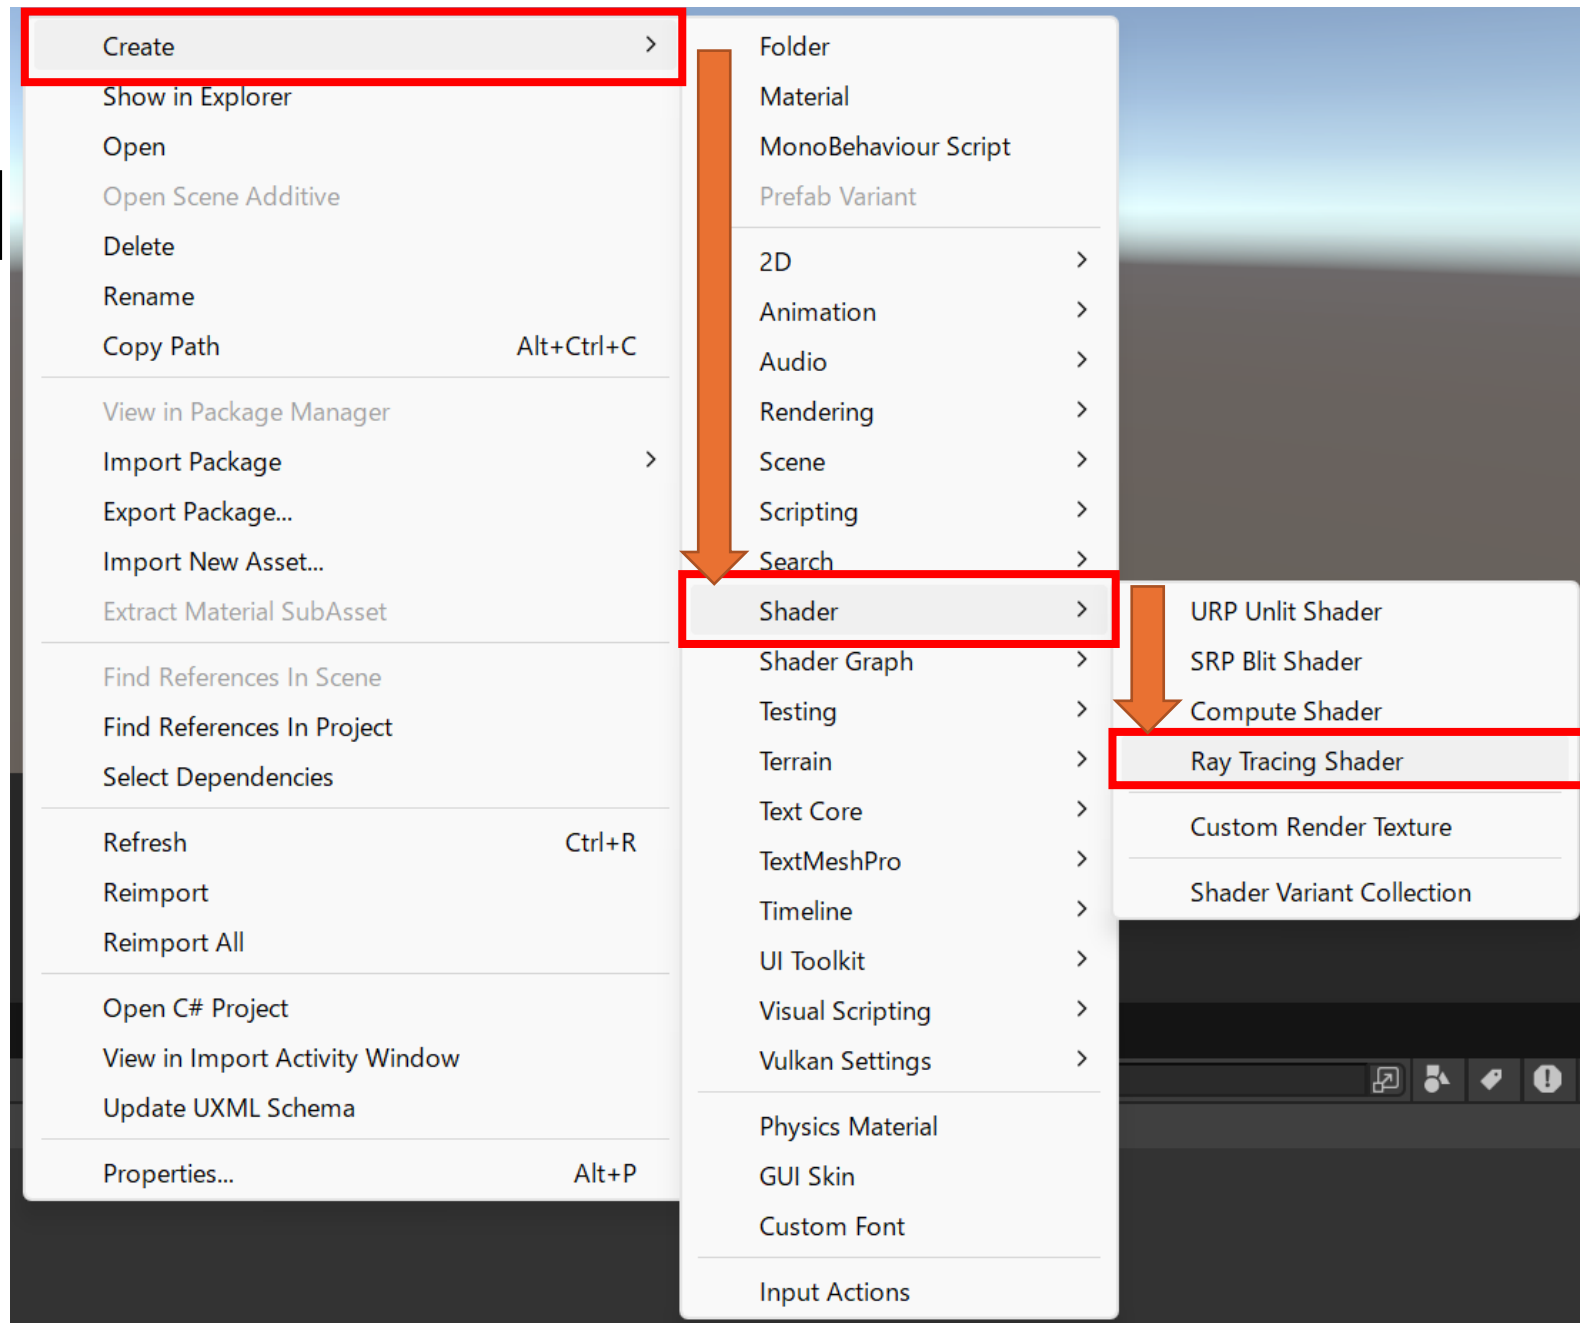 Create
Show in Explorer
Open
Open Scene Additive
Delete
Rename
Copy Path Alt+Ctrl+C
View in Package Manager
Import Package
Export Package...
Import New Asset...
Extract Material SubAsset
Find References In Scene
Find References In Project
Select Dependencies
Refresh Ctrl+R
Reimport
Reimport All
Open C# Project
View in Import Activity Window
Update UXML Schema
Properties... Alt+P
Folder
Material
MonoBehaviour Script
Prefab Variant
2D
Animation
Audio
Rendering
Scene
Scripting
Search
Shader
Shader Graph
Testing
Terrain
Text Core
TextMeshPro
Timeline
UI Toolkit
Visual Scripting
Vulkan Settings
Physics Material
GUI Skin
Custom Font
Input Actions
URP Unlit Shader
SRP Blit Shader
Compute Shader
Ray Tracing Shader
Custom Render Texture
Shader Variant Collection